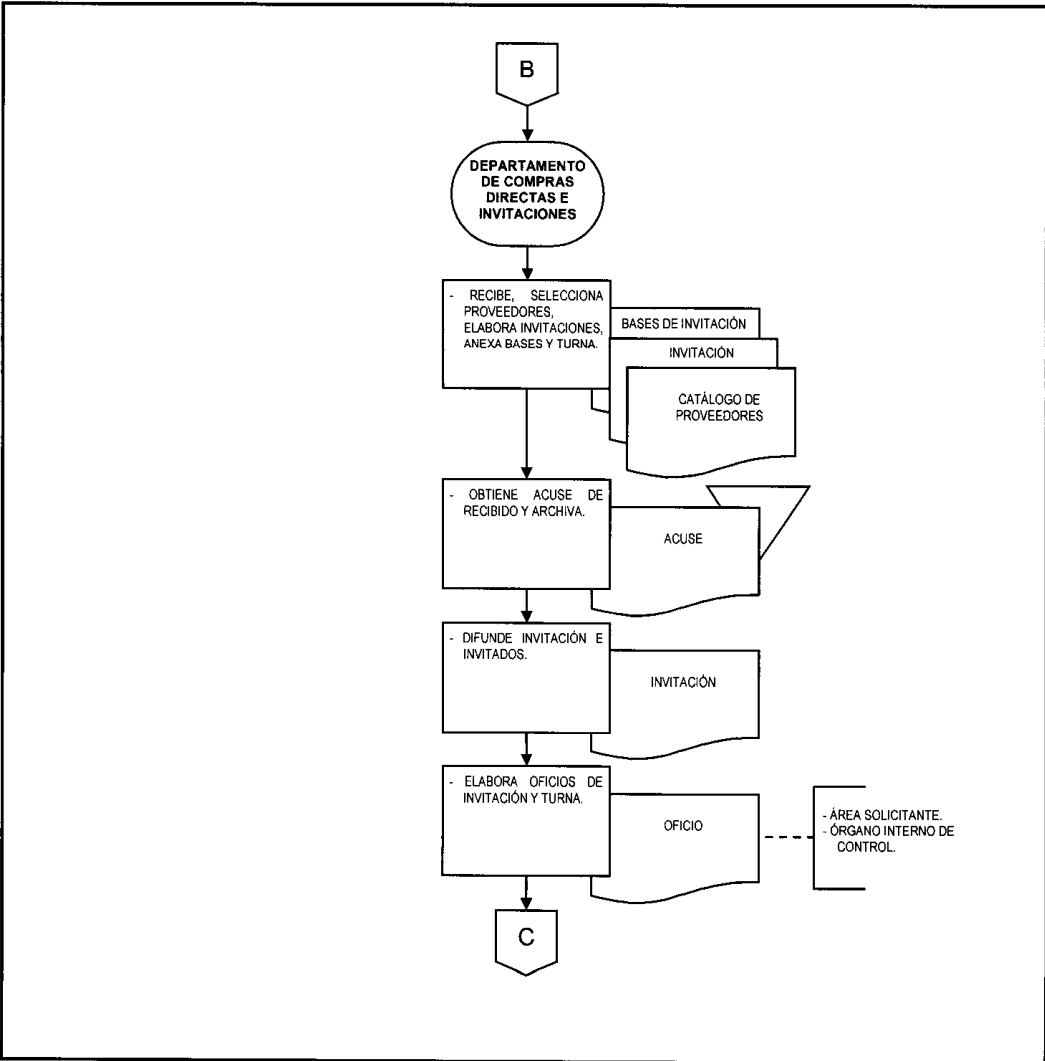 B
DEPARTAMENTO
DE COMPRAS
DIRECTAS E
INVITACIONES
- RECIBE, SELECCIONA
PROVEEDORES,
ELABORA INVITACIONES,
ANEXA BASES Y TURNA.
BASES DE INVITACIÓN
INVITACIÓN
CATÁLOGO DE
PROVEEDORES
- OBTIENE ACUSE DE
RECIBIDO Y ARCHIVA.
ACUSE
- DIFUNDE INVITACIÓN E
INVITADOS.
INVITACIÓN
- ELABORA OFICIOS DE
INVITACIÓN Y TURNA.
OFICIO
- ÁREA SOLICITANTE.
- ÓRGANO INTERNO DE
CONTROL.
C